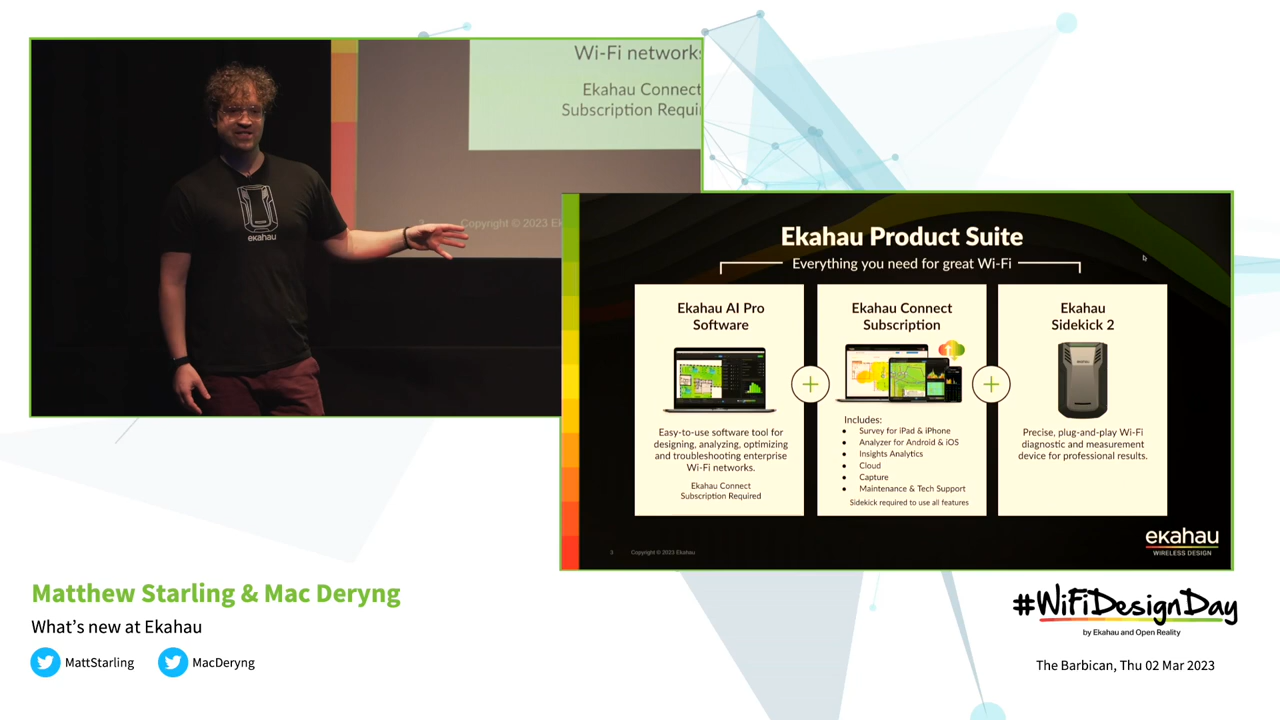 Wi-Fi networks
Ekahau Connect
Subscription Requi
Copyright © 2023 Ek
ekahau
Ekahau Product Suite
Everything you need for great Wi-Fi
Ekahau AI Pro
Software
Easy-to-use software tool for
designing, analyzing, optimizing
and troubleshooting enterprise
Wi-Fi networks.
Ekahau Connect
Subscription Required
+
Ekahau Connect
Subscription
Includes:
• Survey for iPad & iPhone
• Analyzer for Android & iOS
• Insights Analytics
• Cloud
• Capture
• Maintenance & Tech Support
Sidekick required to use all features
+
Ekahau
Sidekick 2
Precise, plug-and-play Wi-Fi
diagnostic and measurement
device for professional results.
3 Copyright © 2023 Ekahau
ekahau
WIRELESS DESIGN
Matthew Starling & Mac Deryng
What's new at Ekahau
MattStarling MacDeryng
#WiFiDesignDay
by Ekahau and Open Reality
The Barbican, Thu 02 Mar 2023